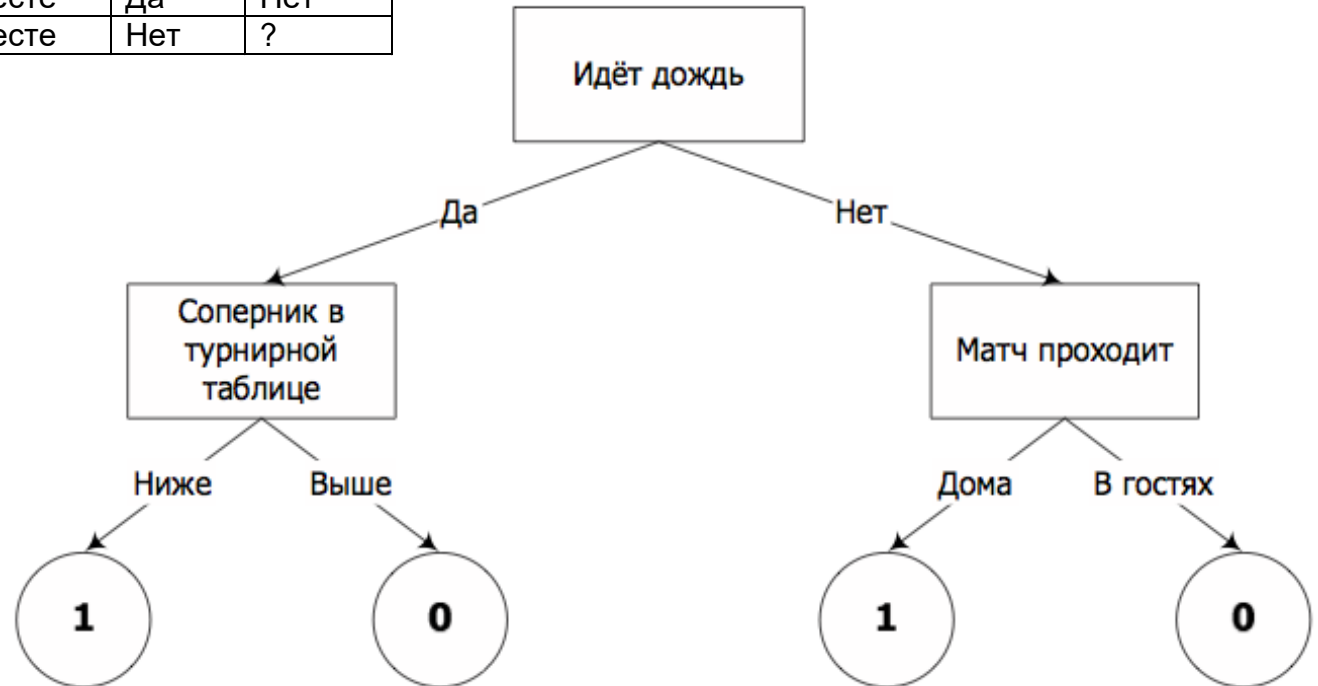 Да Нет
Нет ?
Идёт дождь
Да Нет
Соперник в
турнирной
таблице
Матч проходит
Ниже Выше Дома В гостях
1 0 1 0